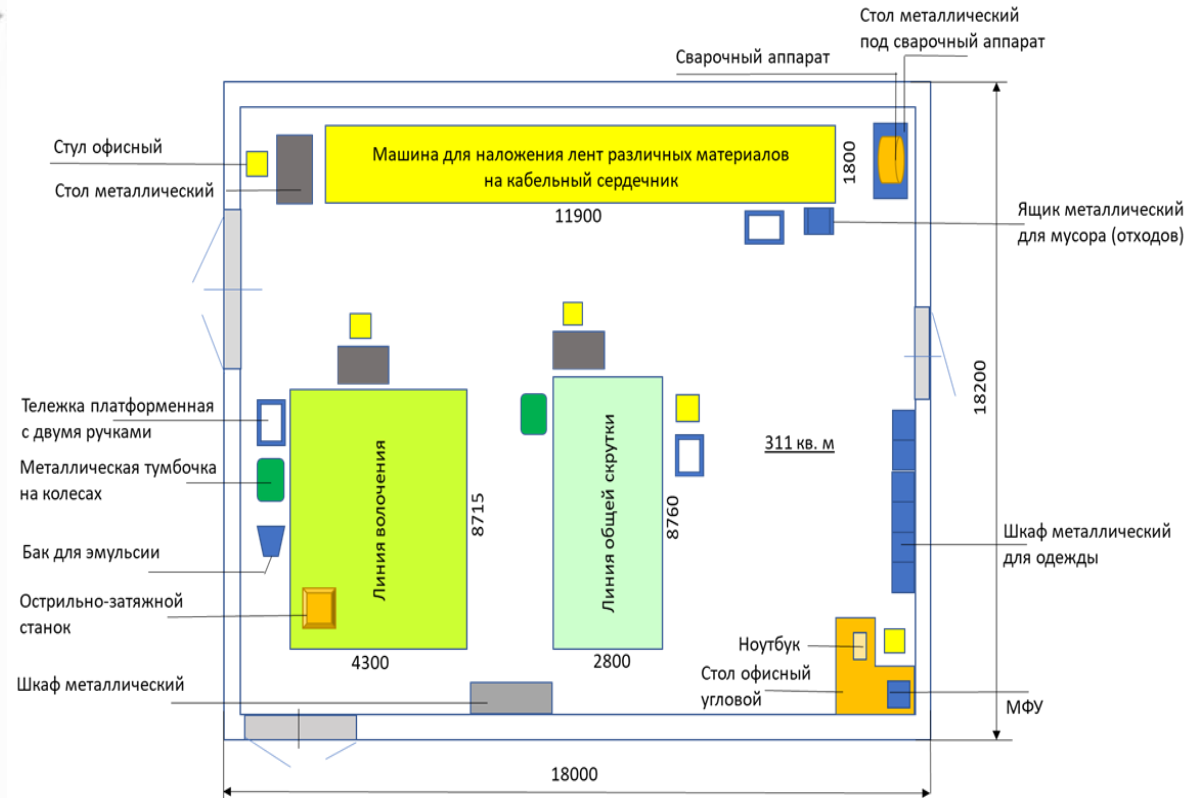 Стол металлический
под сварочный аппарат
Сварочный аппарат
Стул офисный
Стол металлический
Машина для наложения лент различных материалов
на кабельный сердечник
1800
11900
Ящик металлический
для мусора (отходов)
18200
Тележка платформенная
с двумя ручками
Металлическая тумбочка
на колесах
Бак для эмульсии
Острильно-затяжной
станок
Шкаф металлический
Линия волочения
8715
4300
Линия общей скрутки
8760
2800
311 кв. м
Шкаф металлический
для одежды
Ноутбук
Стол офисный
угловой
МФУ
18000